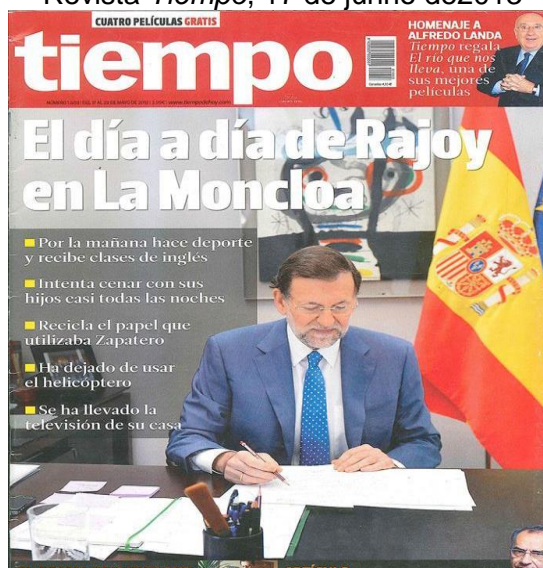 Revista Tiempo, 17 de junho de2013
CUATRO PELÍCULAS GRATIS
tiempo
HOMENAJE A
ALFREDO LANDA
Tiempo regala
El río que nos
lleva, una de
sus mejores
películas
El día a día de Rajoy
en La Moncloa
Por la mañana hace deporte
y recibe clases de inglés
Intenta cenar con sus
hijos casi todas las noches
Recicla el papel que
utilizaba Zapatero
Ha dejado de usar
el helicóptero
Se ha llevado la
televisión de su casa